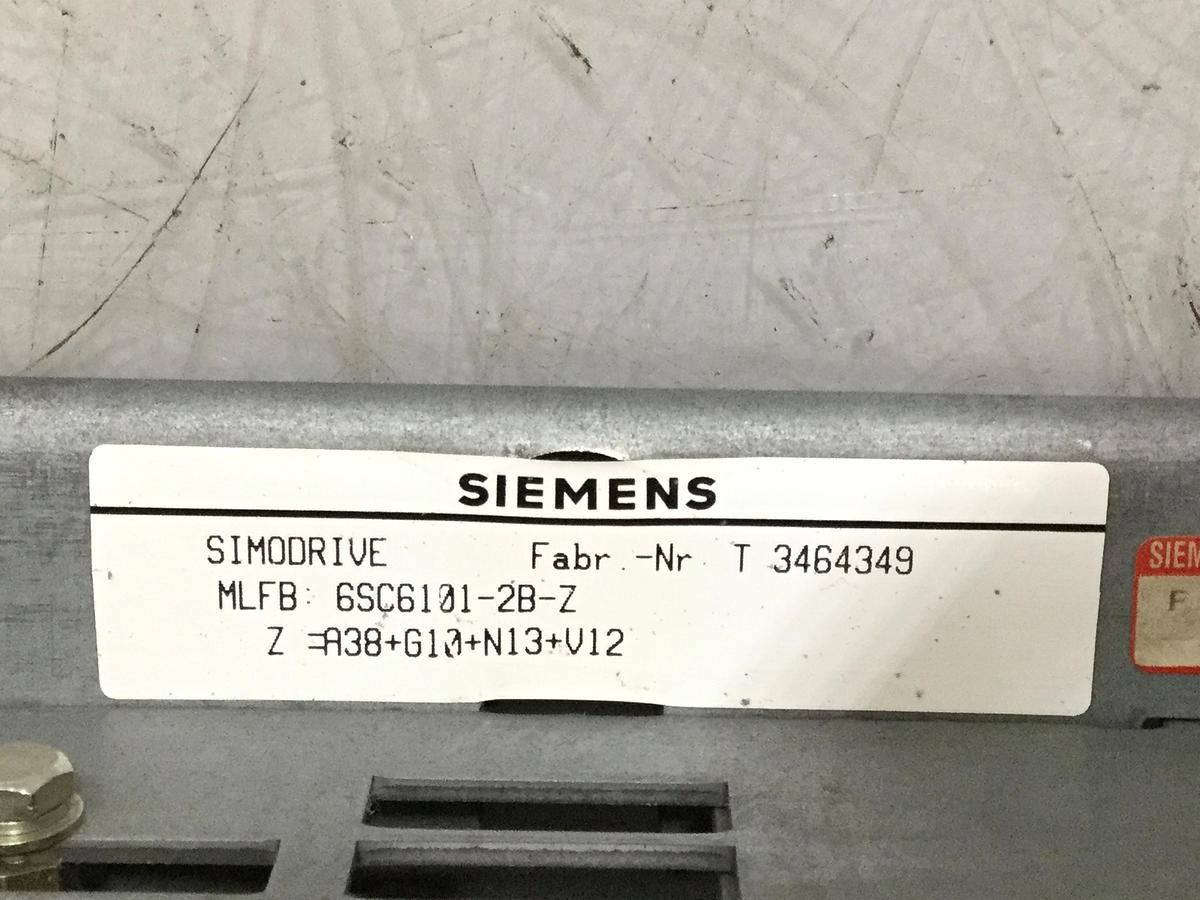 SIEMENS
SIMODRIVE Fabr.-Nr T 3464349
MLFB: 6SC6101-2B-Z
Z =A38+G10+N13+V12
SIEM
F